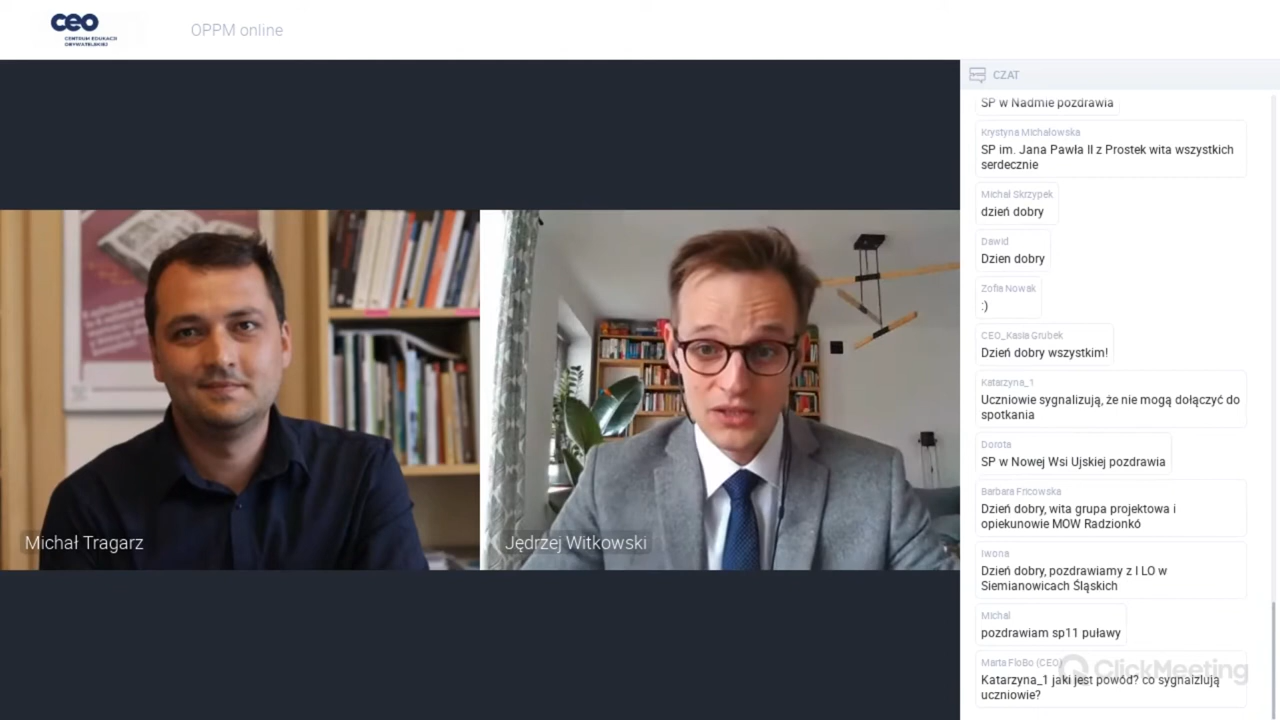 ceo
CENTRUM EDUKACJI
OBYWATELSKIEJ
OPPM online
Michał Tragarz
Jędrzej Witkowski
CZAT
SP w Nadmie pozdrawia
Krystyna Michałowska
SP im. Jana Pawła II z Prostek wita wszystkich
serdecznie
Michał Skrzypek
dzień dobry
Dawid
Dzien dobry
Zofia Nowak
:)
CEO_Kasia Grubek
Dzień dobry wszystkim!
Katarzyna_1
Uczniowie sygnalizują, że nie mogą dołączyć do
spotkania
Dorota
SP w Nowej Wsi Ujskiej pozdrawia
Barbara Fricowska
Dzień dobry, wita grupa projektowa i
opiekunowie MOW Radzionkó
Iwona
Dzień dobry, pozdrawiamy z I LO w
Siemianowicach Śląskich
Michal
pozdrawiam sp11 puławy
Marta FloBo (CEO)
Katarzyna_1 jaki jest powód? co sygnaizlują
uczniowie?
ClickMeeting